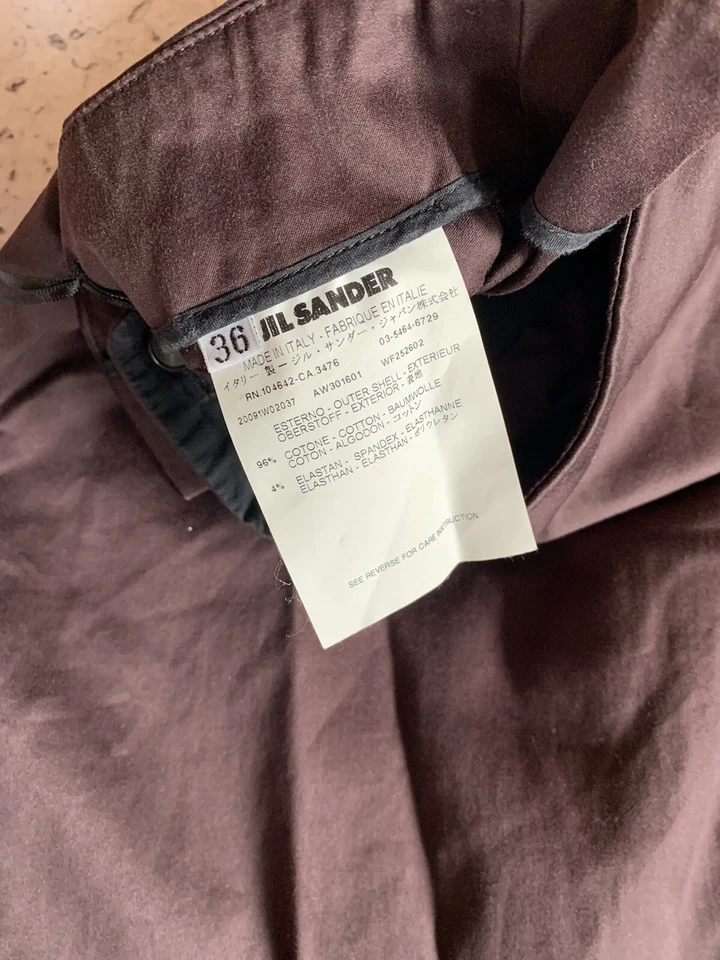 36
JIL SANDER
MADE IN ITALY - FABRIQUE EN ITALIE
イタリー製 - ジル・サンダー・ジャパン株式会社
03-5464-6729
RN.104642-CA.3476
20091W02037 AW301601 WF252602
ESTERNO - OUTER SHELL - EXTERIEUR
OBERSTOFF - EXTERIOR - 表地
96% COTONE - COTTON - BAUMWOLLE
COTON - ALGODON - コットン
4% ELASTAN - SPANDEX - ELASTHANNE
ELASTHAN - ELASTHAN - ポリウレタン
SEE REVERSE FOR CARE INSTRUCTION